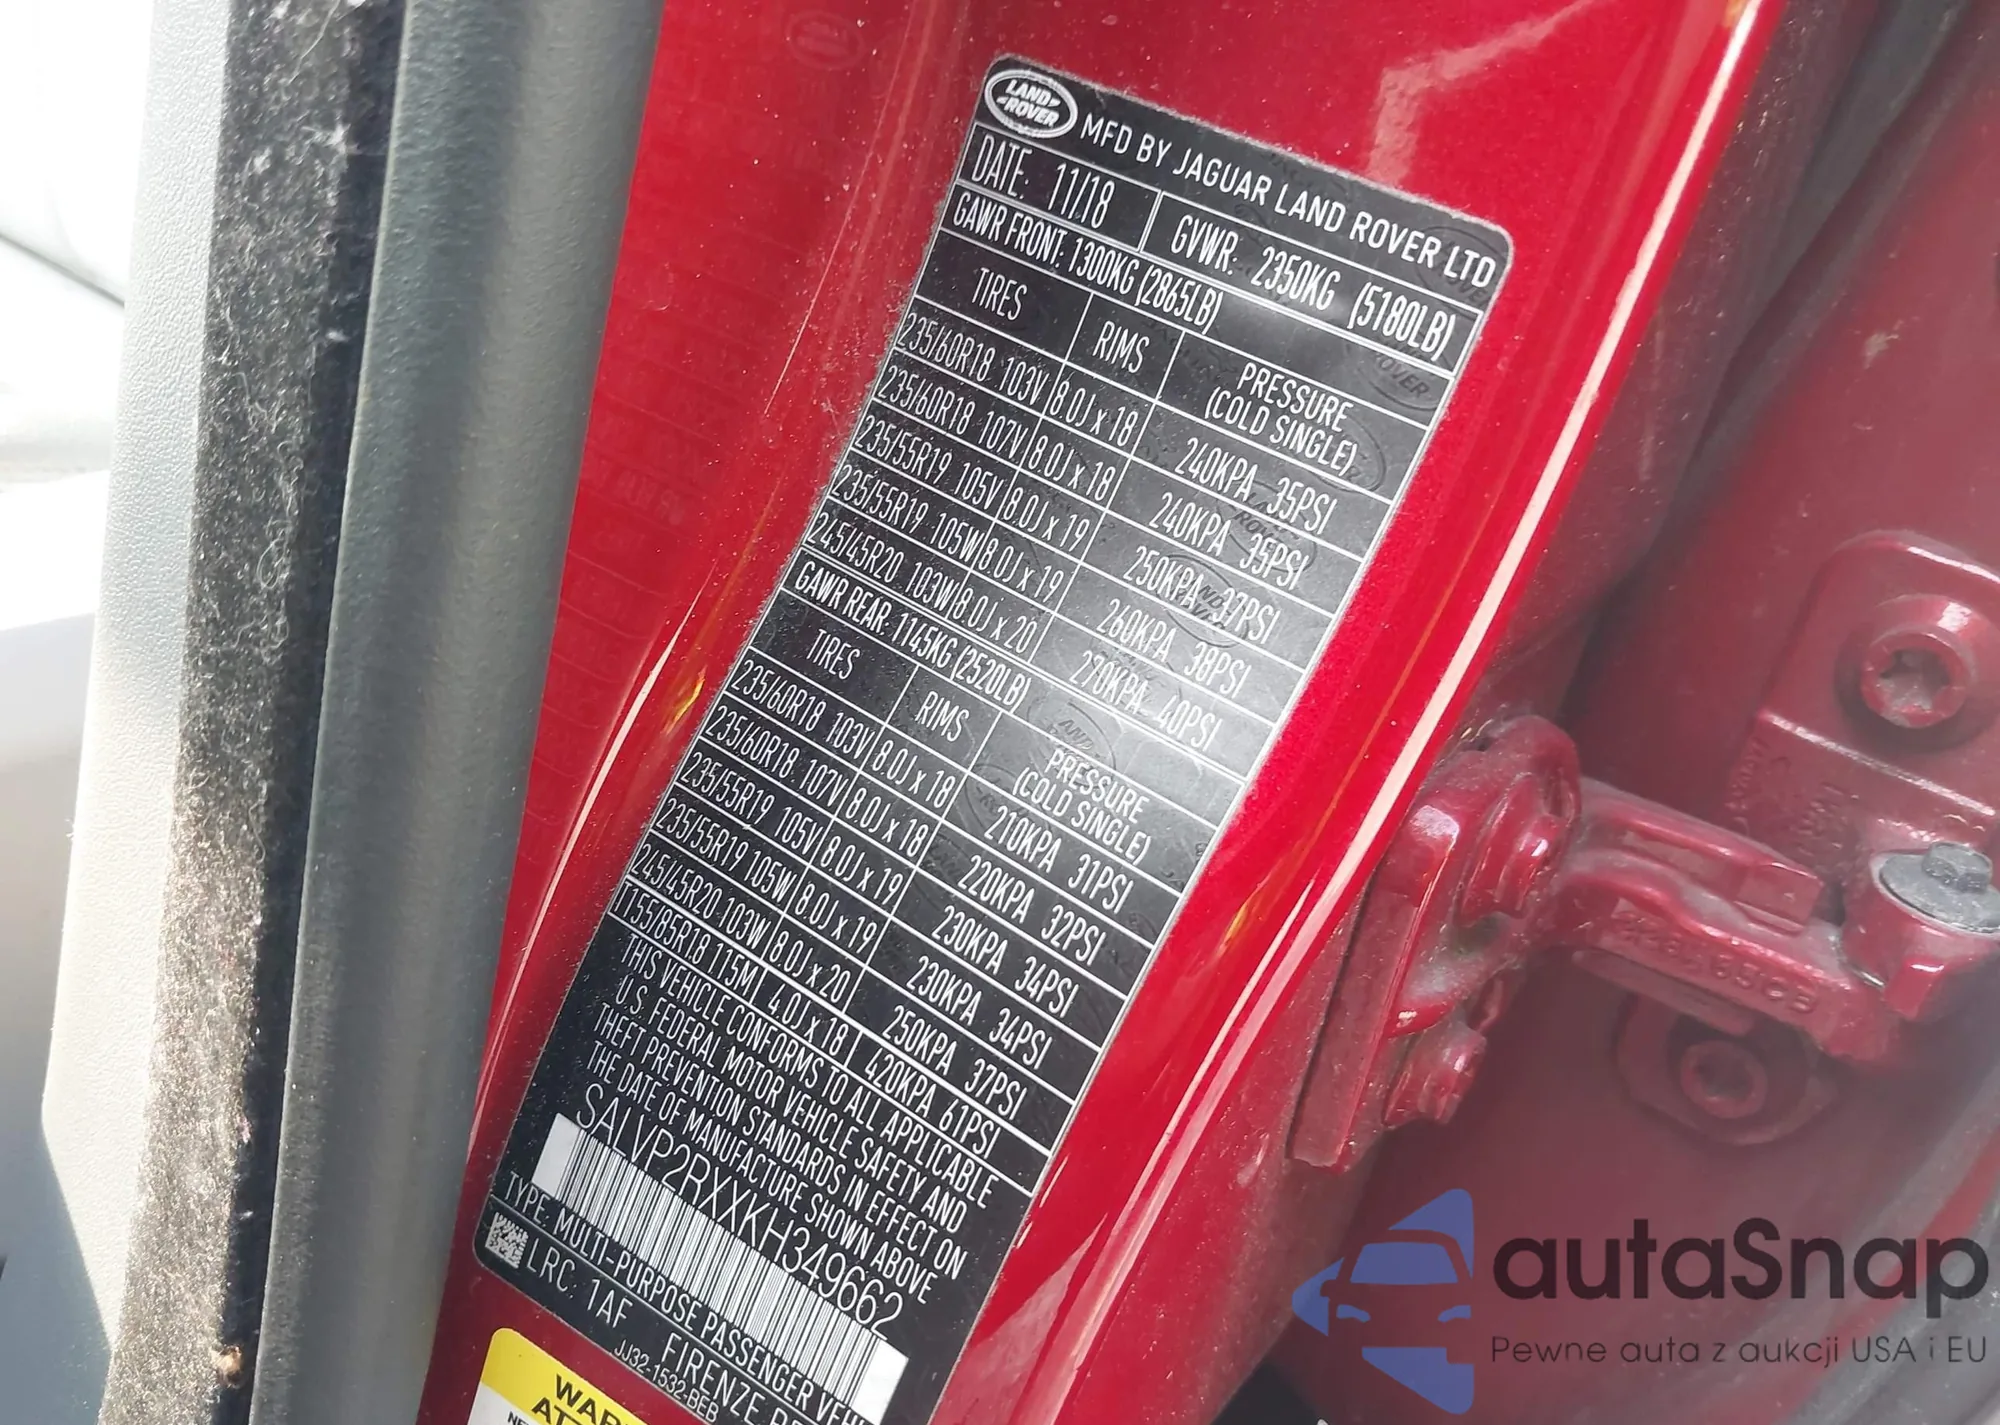 LAND
ROVER
MFD BY JAGUAR LAND ROVER LTD
DATE: 11/18 GVWR: 2350KG (5180LB)
GAWR FRONT: 1300KG (2865LB)
TIRES RIMS PRESSURE
(COLD SINGLE)
235/60R18 103V 8.0J x 18 240KPA 35PSI
235/60R18 107V 8.0J x 18 240KPA 35PSI
235/55R19 105V 8.0J x 19 250KPA 37PSI
235/55R19 105W 8.0J x 19 260KPA 38PSI
245/45R20 103W 8.0J x 20 270KPA 40PSI
GAWR REAR: 1145KG (2520LB)
TIRES RIMS PRESSURE
(COLD SINGLE)
235/60R18 103V 8.0J x 18 210KPA 31PSI
235/60R18 107V 8.0J x 18 220KPA 32PSI
235/55R19 105V 8.0J x 19 230KPA 34PSI
235/55R19 105W 8.0J x 19 230KPA 34PSI
245/45R20 103W 8.0J x 20 250KPA 37PSI
T155/85R18 115M 4.0J x 18 420KPA 61PSI
THIS VEHICLE CONFORMS TO ALL APPLICABLE
U.S. FEDERAL MOTOR VEHICLE SAFETY AND
THEFT PREVENTION STANDARDS IN EFFECT ON
THE DATE OF MANUFACTURE SHOWN ABOVE
SALVP2RXXKH349662
TYPE: MULTI-PURPOSE PASSENGER VEHI
LRC: 1AF FIRENZE RE
JJ32-1532-BEB
autoSnap
Pewne auta z aukcji USA i EU